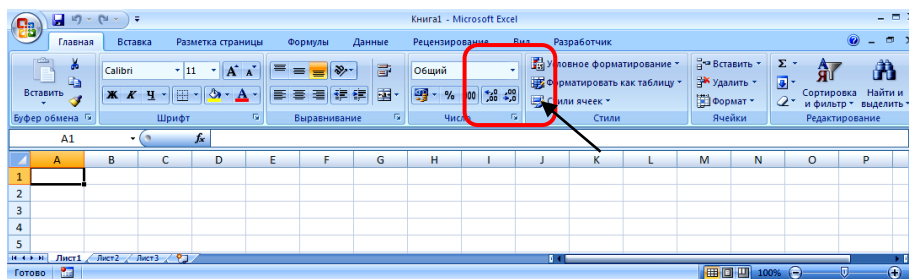 Книга1 - Microsoft Excel
Главная Вставка Разметка страницы Формулы Данные Рецензирование Вид Разработчик
Calibri 11 Общий Условное форматирование Вставить
Ж К Ч % 000 Форматировать как таблицу Удалить
Вставить Стили ячеек Формат Сортировка и фильтр Найти и выделить
Буфер обмена Шрифт Выравнивание Число Стили Ячейки Редактирование
A1 fx
A B C D E F G H I J K L M N O P
1
2
3
4
5
Лист1 Лист2 Лист3
Готово 100%